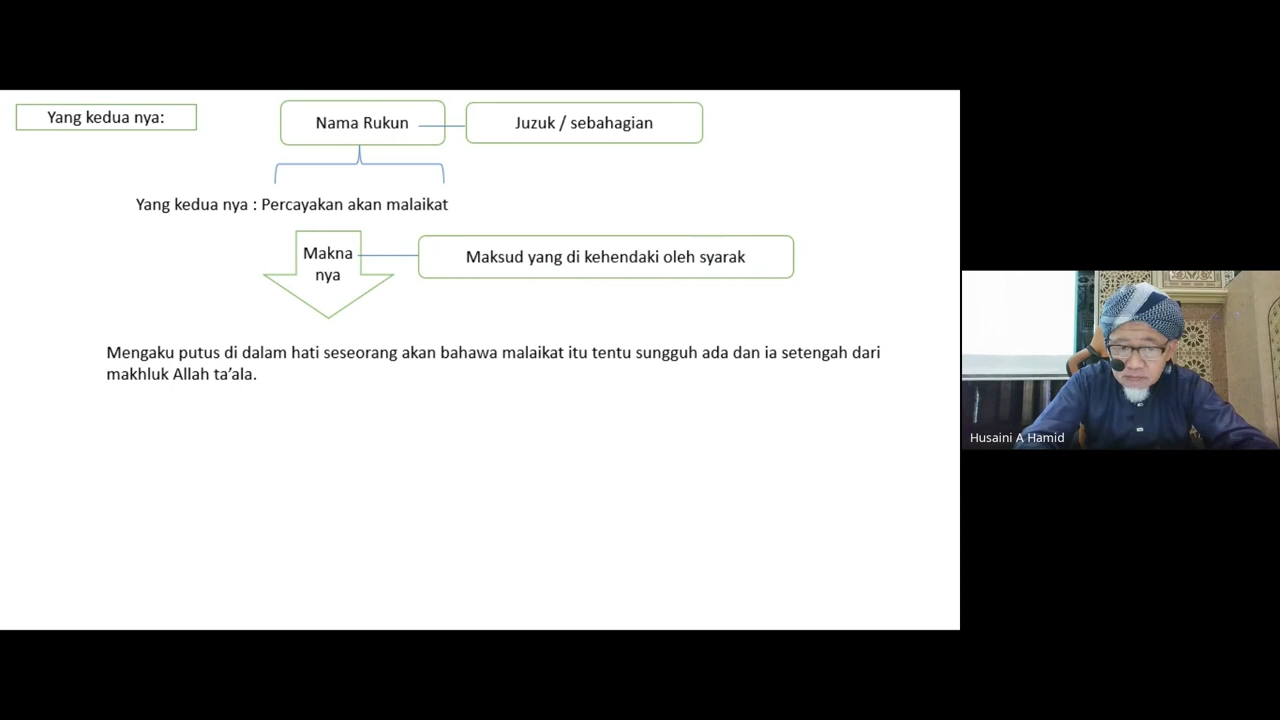 Yang kedua nya:
Nama Rukun
Juzuk / sebahagian
Yang kedua nya : Percayakan akan malaikat
Makna
nya
Maksud yang di kehendaki oleh syarak
Mengaku putus di dalam hati seseorang akan bahawa malaikat itu tentu sungguh ada dan ia setengah dari
makhluk Allah ta’ala.
Husaini A Hamid